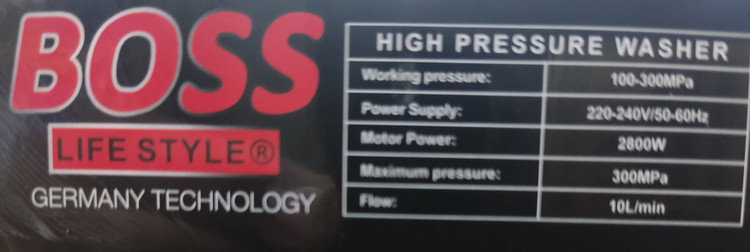 BOSS
LIFE STYLE®
GERMANY TECHNOLOGY
HIGH PRESSURE WASHER
Working pressure: 100-300MPa
Power Supply: 220-240V/50-60Hz
Motor Power: 2800W
Maximum pressure: 300MPa
Flow: 10L/min